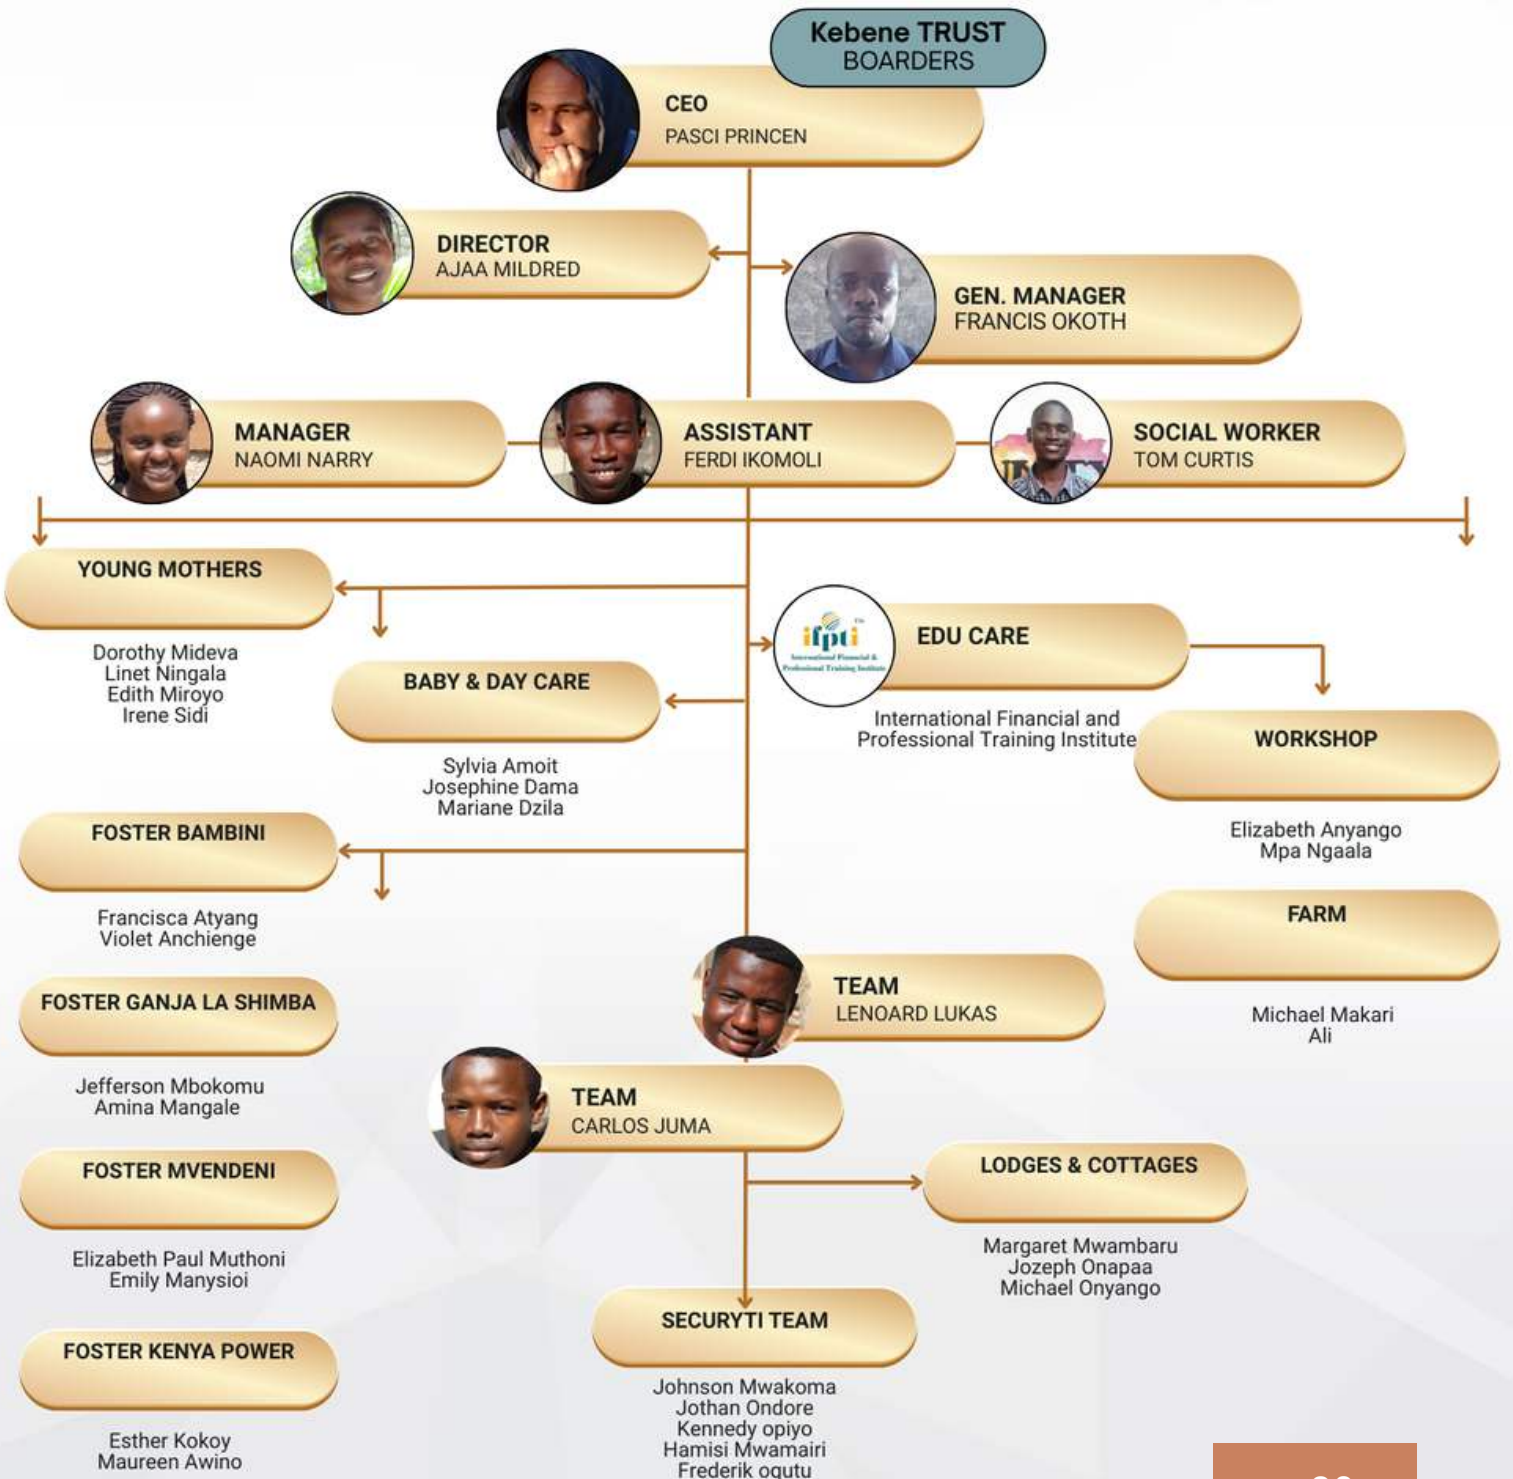 Kebene TRUST
BOARDERS
CEO
PASCI PRINCEN
DIRECTOR
AJAA MILDRED
GEN. MANAGER
FRANCIS OKOTH
MANAGER
NAOMI NARRY
ASSISTANT
FERDI IKOMOLI
SOCIAL WORKER
TOM CURTIS
YOUNG MOTHERS
Dorothy Mideva
Linet Ningala
Edith Miroyo
Irene Sidi
BABY & DAY CARE
Sylvia Amoit
Josephine Dama
Mariane Dzila
ifpti
International Financial &
Professional Training Institute
EDU CARE
International Financial and
Professional Training Institute
WORKSHOP
Elizabeth Anyango
Mpa Ngaala
FOSTER BAMBINI
Francisca Atyang
Violet Anchienge
FARM
Michael Makari
Ali
FOSTER GANJA LA SHIMBA
Jefferson Mbokomu
Amina Mangale
TEAM
LENOARD LUKAS
TEAM
CARLOS JUMA
FOSTER MVENDENI
Elizabeth Paul Muthoni
Emily Manysioi
LODGES & COTTAGES
Margaret Mwambaru
Jozeph Onapaa
Michael Onyango
FOSTER KENYA POWER
Esther Kokoy
Maureen Awino
SECURYTI TEAM
Johnson Mwakoma
Jothan Ondore
Kennedy opiyo
Hamisi Mwamairi
Frederik ogutu